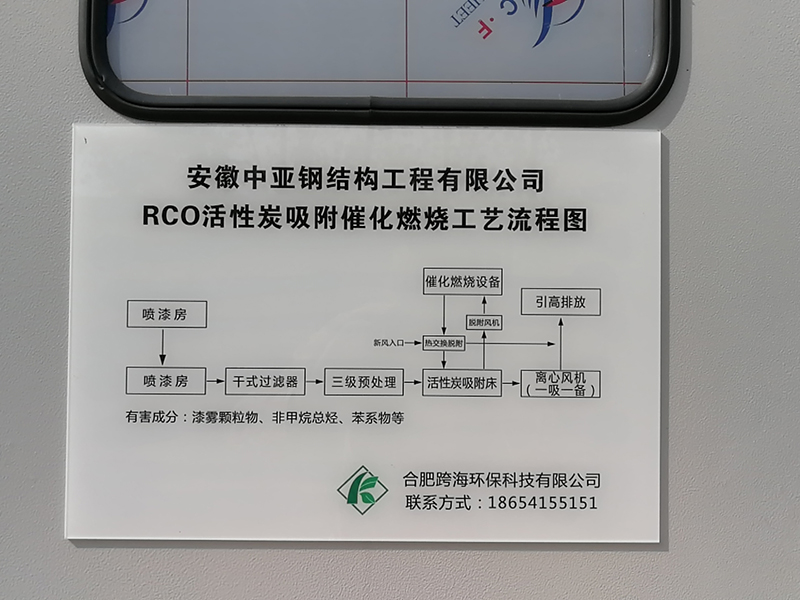 HEET
C·F
安徽中亚钢结构工程有限公司
RCO活性炭吸附催化燃烧工艺流程图
催化燃烧设备
引高排放
喷漆房
脱附风机
新风入口
热交换脱附
喷漆房
干式过滤器
三级预处理
活性炭吸附床
离心风机
（一吸一备）
有害成分：漆雾颗粒物、非甲烷总烃、苯系物等
合肥跨海环保科技有限公司
联系方式：18654155151